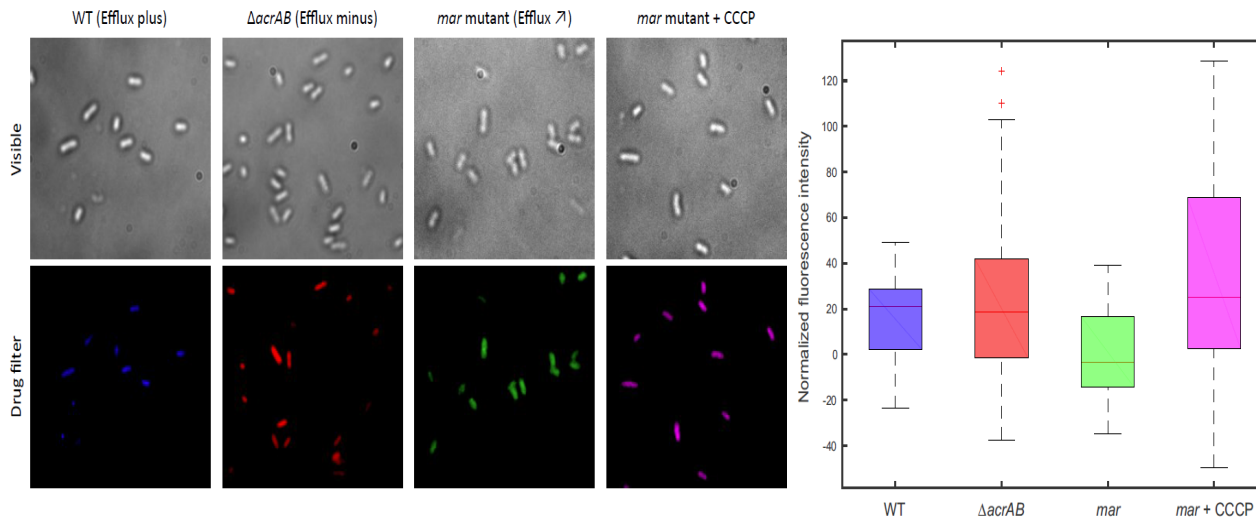 WT (Efflux plus)
ΔacrAB (Efflux minus)
mar mutant (Efflux ↗)
mar mutant + CCCP
Visible
Drug filter
Normalized fluorescence intensity
120
100
80
60
40
20
0
-20
-40
WT
ΔacrAB
mar
mar + CCCP